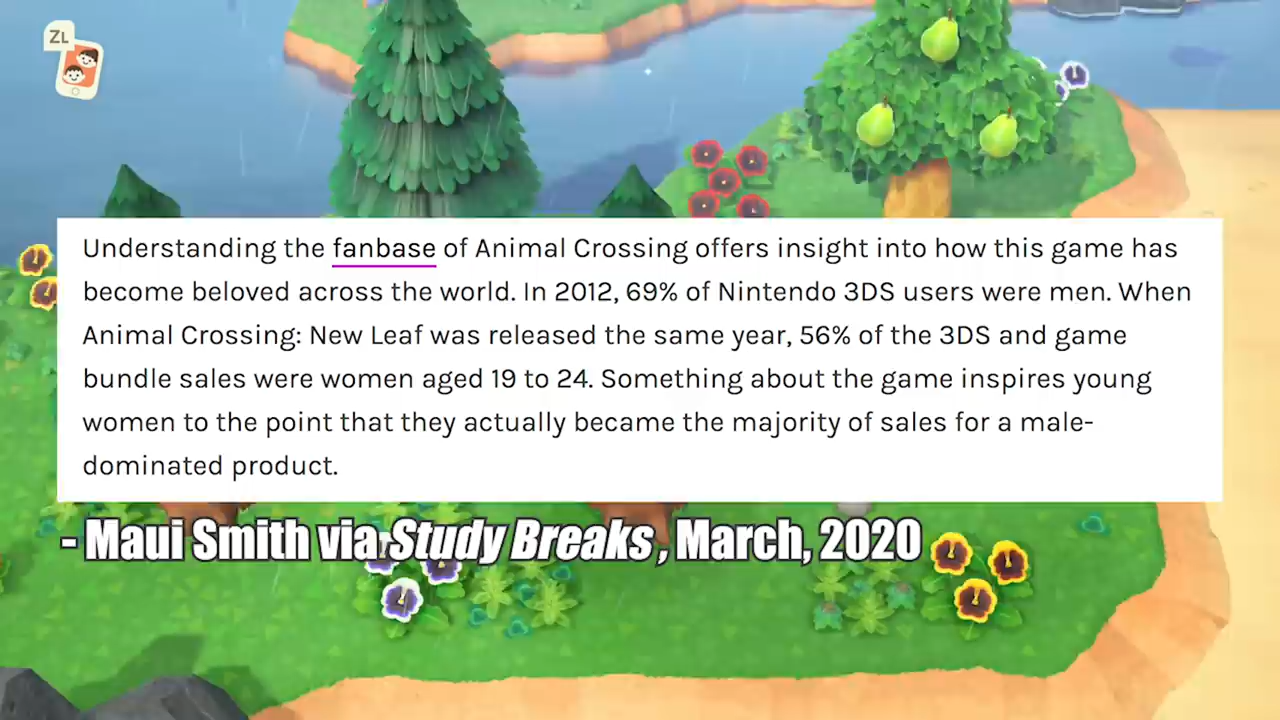 ZL
Understanding the fanbase of Animal Crossing offers insight into how this game has
become beloved across the world. In 2012, 69% of Nintendo 3DS users were men. When
Animal Crossing: New Leaf was released the same year, 56% of the 3DS and game
bundle sales were women aged 19 to 24. Something about the game inspires young
women to the point that they actually became the majority of sales for a male-
dominated product.
- Maui Smith via Study Breaks, March, 2020